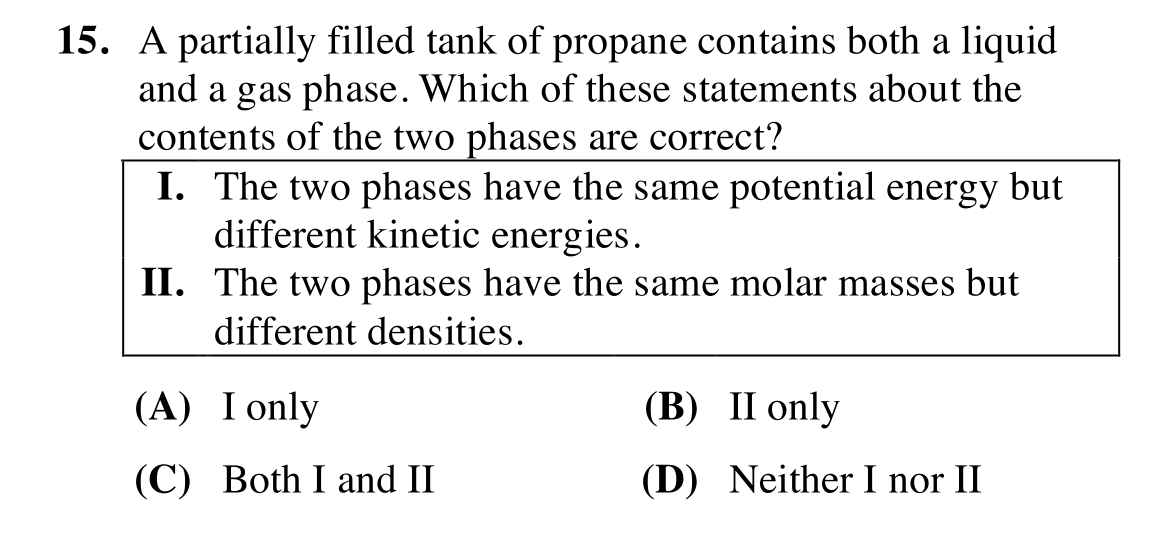 15. A partially filled tank of propane contains both a liquid
and a gas phase. Which of these statements about the
contents of the two phases are correct?
I. The two phases have the same potential energy but
different kinetic energies.
II. The two phases have the same molar masses but
different densities.
(A) I only (B) II only
(C) Both I and II (D) Neither I nor II